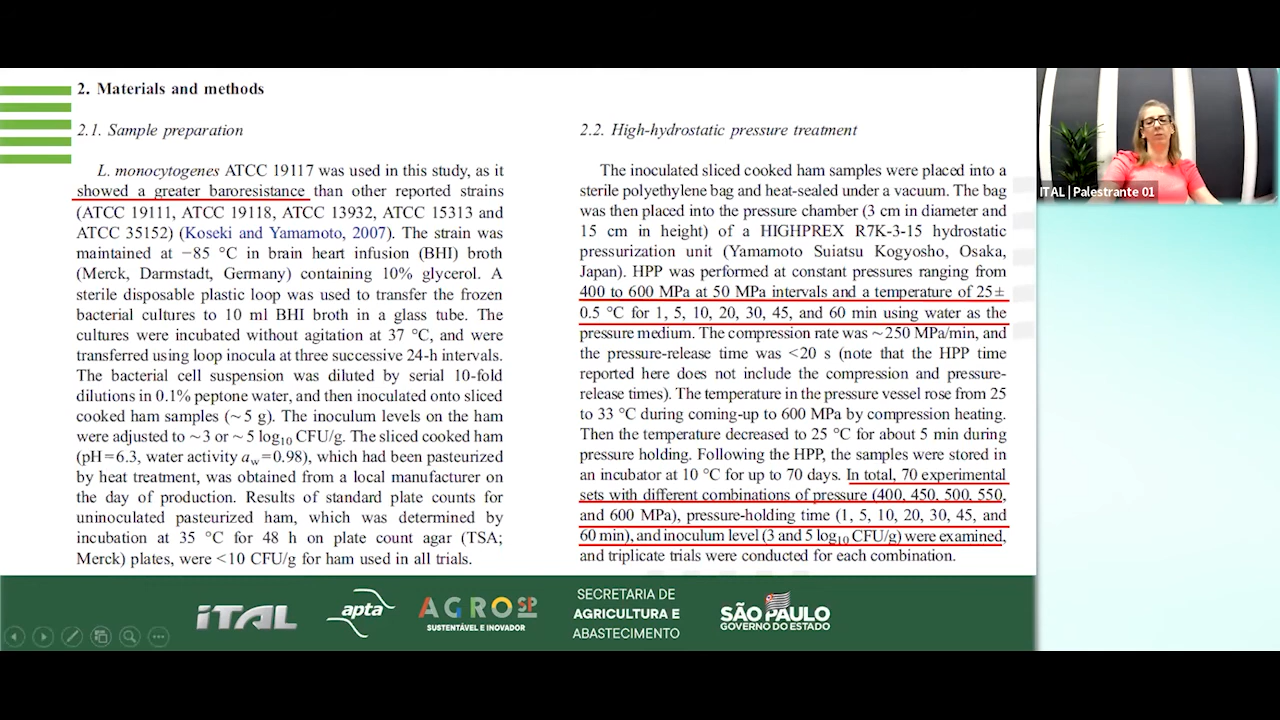 2. Materials and methods
2.1. Sample preparation
L. monocytogenes ATCC 19117 was used in this study, as it
showed a greater baroresistance than other reported strains
(ATCC 19111, ATCC 19118, ATCC 13932, ATCC 15313 and
ATCC 35152) (Koseki and Yamamoto, 2007). The strain was
maintained at −85 °C in brain heart infusion (BHI) broth
(Merck, Darmstadt, Germany) containing 10% glycerol. A
sterile disposable plastic loop was used to transfer the frozen
bacterial cultures to 10 ml BHI broth in a glass tube. The
cultures were incubated without agitation at 37 °C, and were
transferred using loop inocula at three successive 24-h intervals.
The bacterial cell suspension was diluted by serial 10-fold
dilutions in 0.1% peptone water, and then inoculated onto sliced
cooked ham samples (~5 g). The inoculum levels on the ham
were adjusted to ~3 or ~5 log10 CFU/g. The sliced cooked ham
(pH=6.3, water activity aw=0.98), which had been pasteurized
by heat treatment, was obtained from a local manufacturer on
the day of production. Results of standard plate counts for
uninoculated pasteurized ham, which was determined by
incubation at 35 °C for 48 h on plate count agar (TSA;
Merck) plates, were <10 CFU/g for ham used in all trials.
2.2. High-hydrostatic pressure treatment
The inoculated sliced cooked ham samples were placed into a
sterile polyethylene bag and heat-sealed under a vacuum. The bag
was then placed into the pressure chamber (3 cm in diameter and
15 cm in height) of a HIGHPREX R7K-3-15 hydrostatic
pressurization unit (Yamamoto Suiatsu Kogyosho, Osaka,
Japan). HPP was performed at constant pressures ranging from
400 to 600 MPa at 50 MPa intervals and a temperature of 25±
0.5 °C for 1, 5, 10, 20, 30, 45, and 60 min using water as the
pressure medium. The compression rate was ~250 MPa/min, and
the pressure-release time was <20 s (note that the HPP time
reported here does not include the compression and pressure-
release times). The temperature in the pressure vessel rose from 25
to 33 °C during coming-up to 600 MPa by compression heating.
Then the temperature decreased to 25 °C for about 5 min during
pressure holding. Following the HPP, the samples were stored in
an incubator at 10 °C for up to 70 days. In total, 70 experimental
sets with different combinations of pressure (400, 450, 500, 550,
and 600 MPa), pressure-holding time (1, 5, 10, 20, 30, 45, and
60 min), and inoculum level (3 and 5 log10 CFU/g) were examined,
and triplicate trials were conducted for each combination.
ITAL | Palestrante 01
iTAL
apta
AGRO SP
SUSTENTÁVEL E INOVADOR
SECRETARIA DE
AGRICULTURA E
ABASTECIMENTO
SÃO PAULO
GOVERNO DO ESTADO